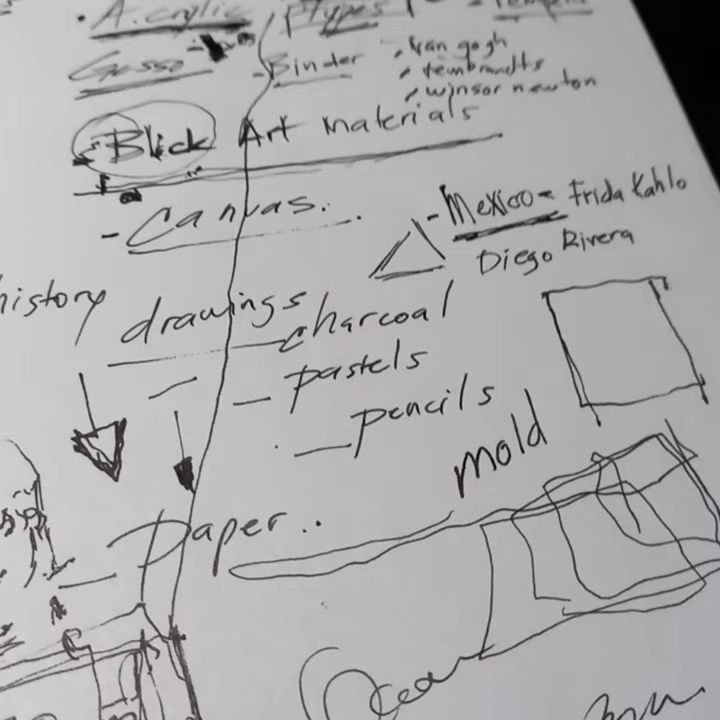 • Acrylic Types
Gesso - Binder • Van gogh
• rembrandts
• winsor newton
Blick Art materials
- Canvas.
- Mexico - Frida Kahlo
Diego Rivera
history
drawings - charcoal
- pastels
- pencils
mold
paper..
Ocean